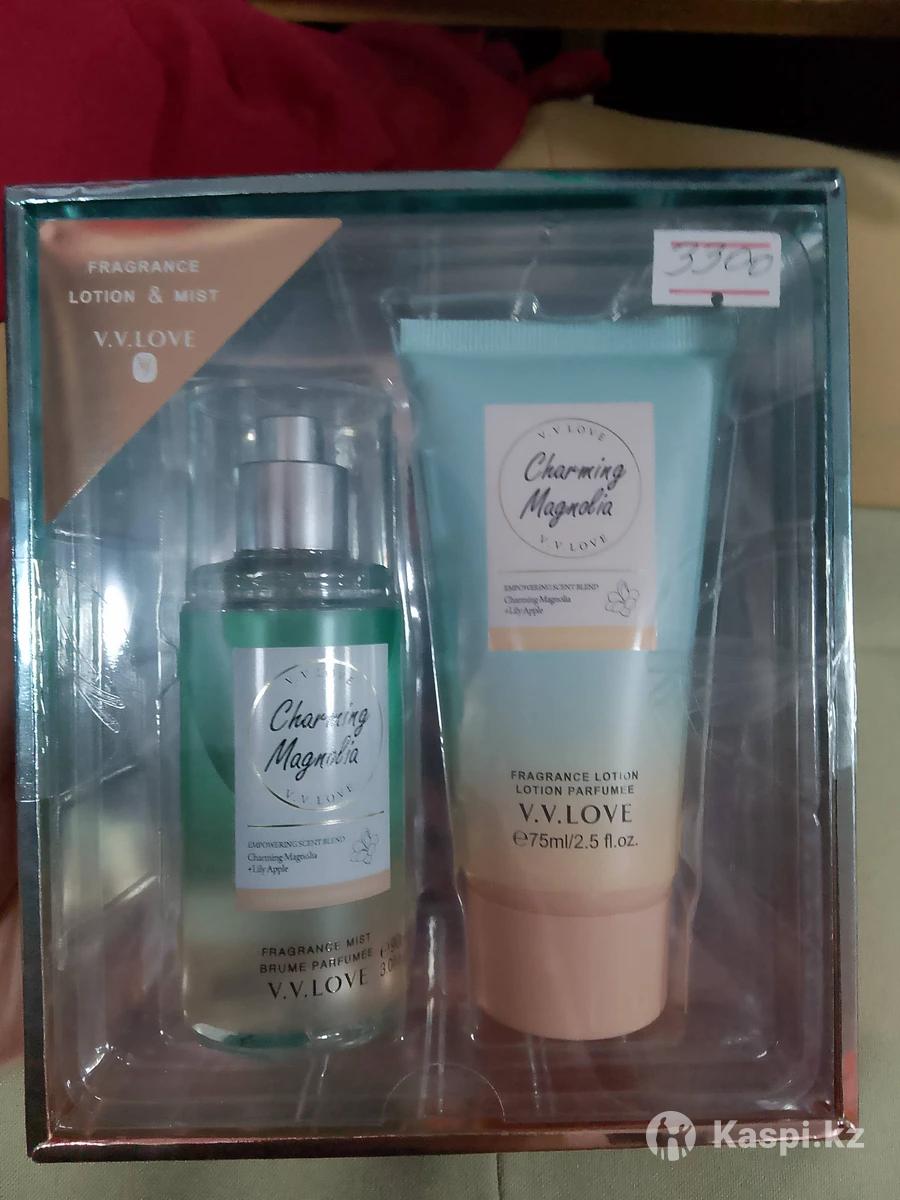 FRAGRANCE
LOTION & MIST
V.V.LOVE
3300
V.V LOVE
Charming
Magnolia
V.V LOVE
EMPOWERING SCENT BLEND
Charming Magnolia
+Lily Apple
FRAGRANCE LOTION
LOTION PARFUMEE
V.V.LOVE
℮75ml/2.5 fl.oz.
V.V LOVE
Charming
Magnolia
V.V LOVE
EMPOWERING SCENT BLEND
Charming Magnolia
+Lily Apple
FRAGRANCE MIST
BRUME PARFUMEE
V.V.LOVE
Kaspi.kz